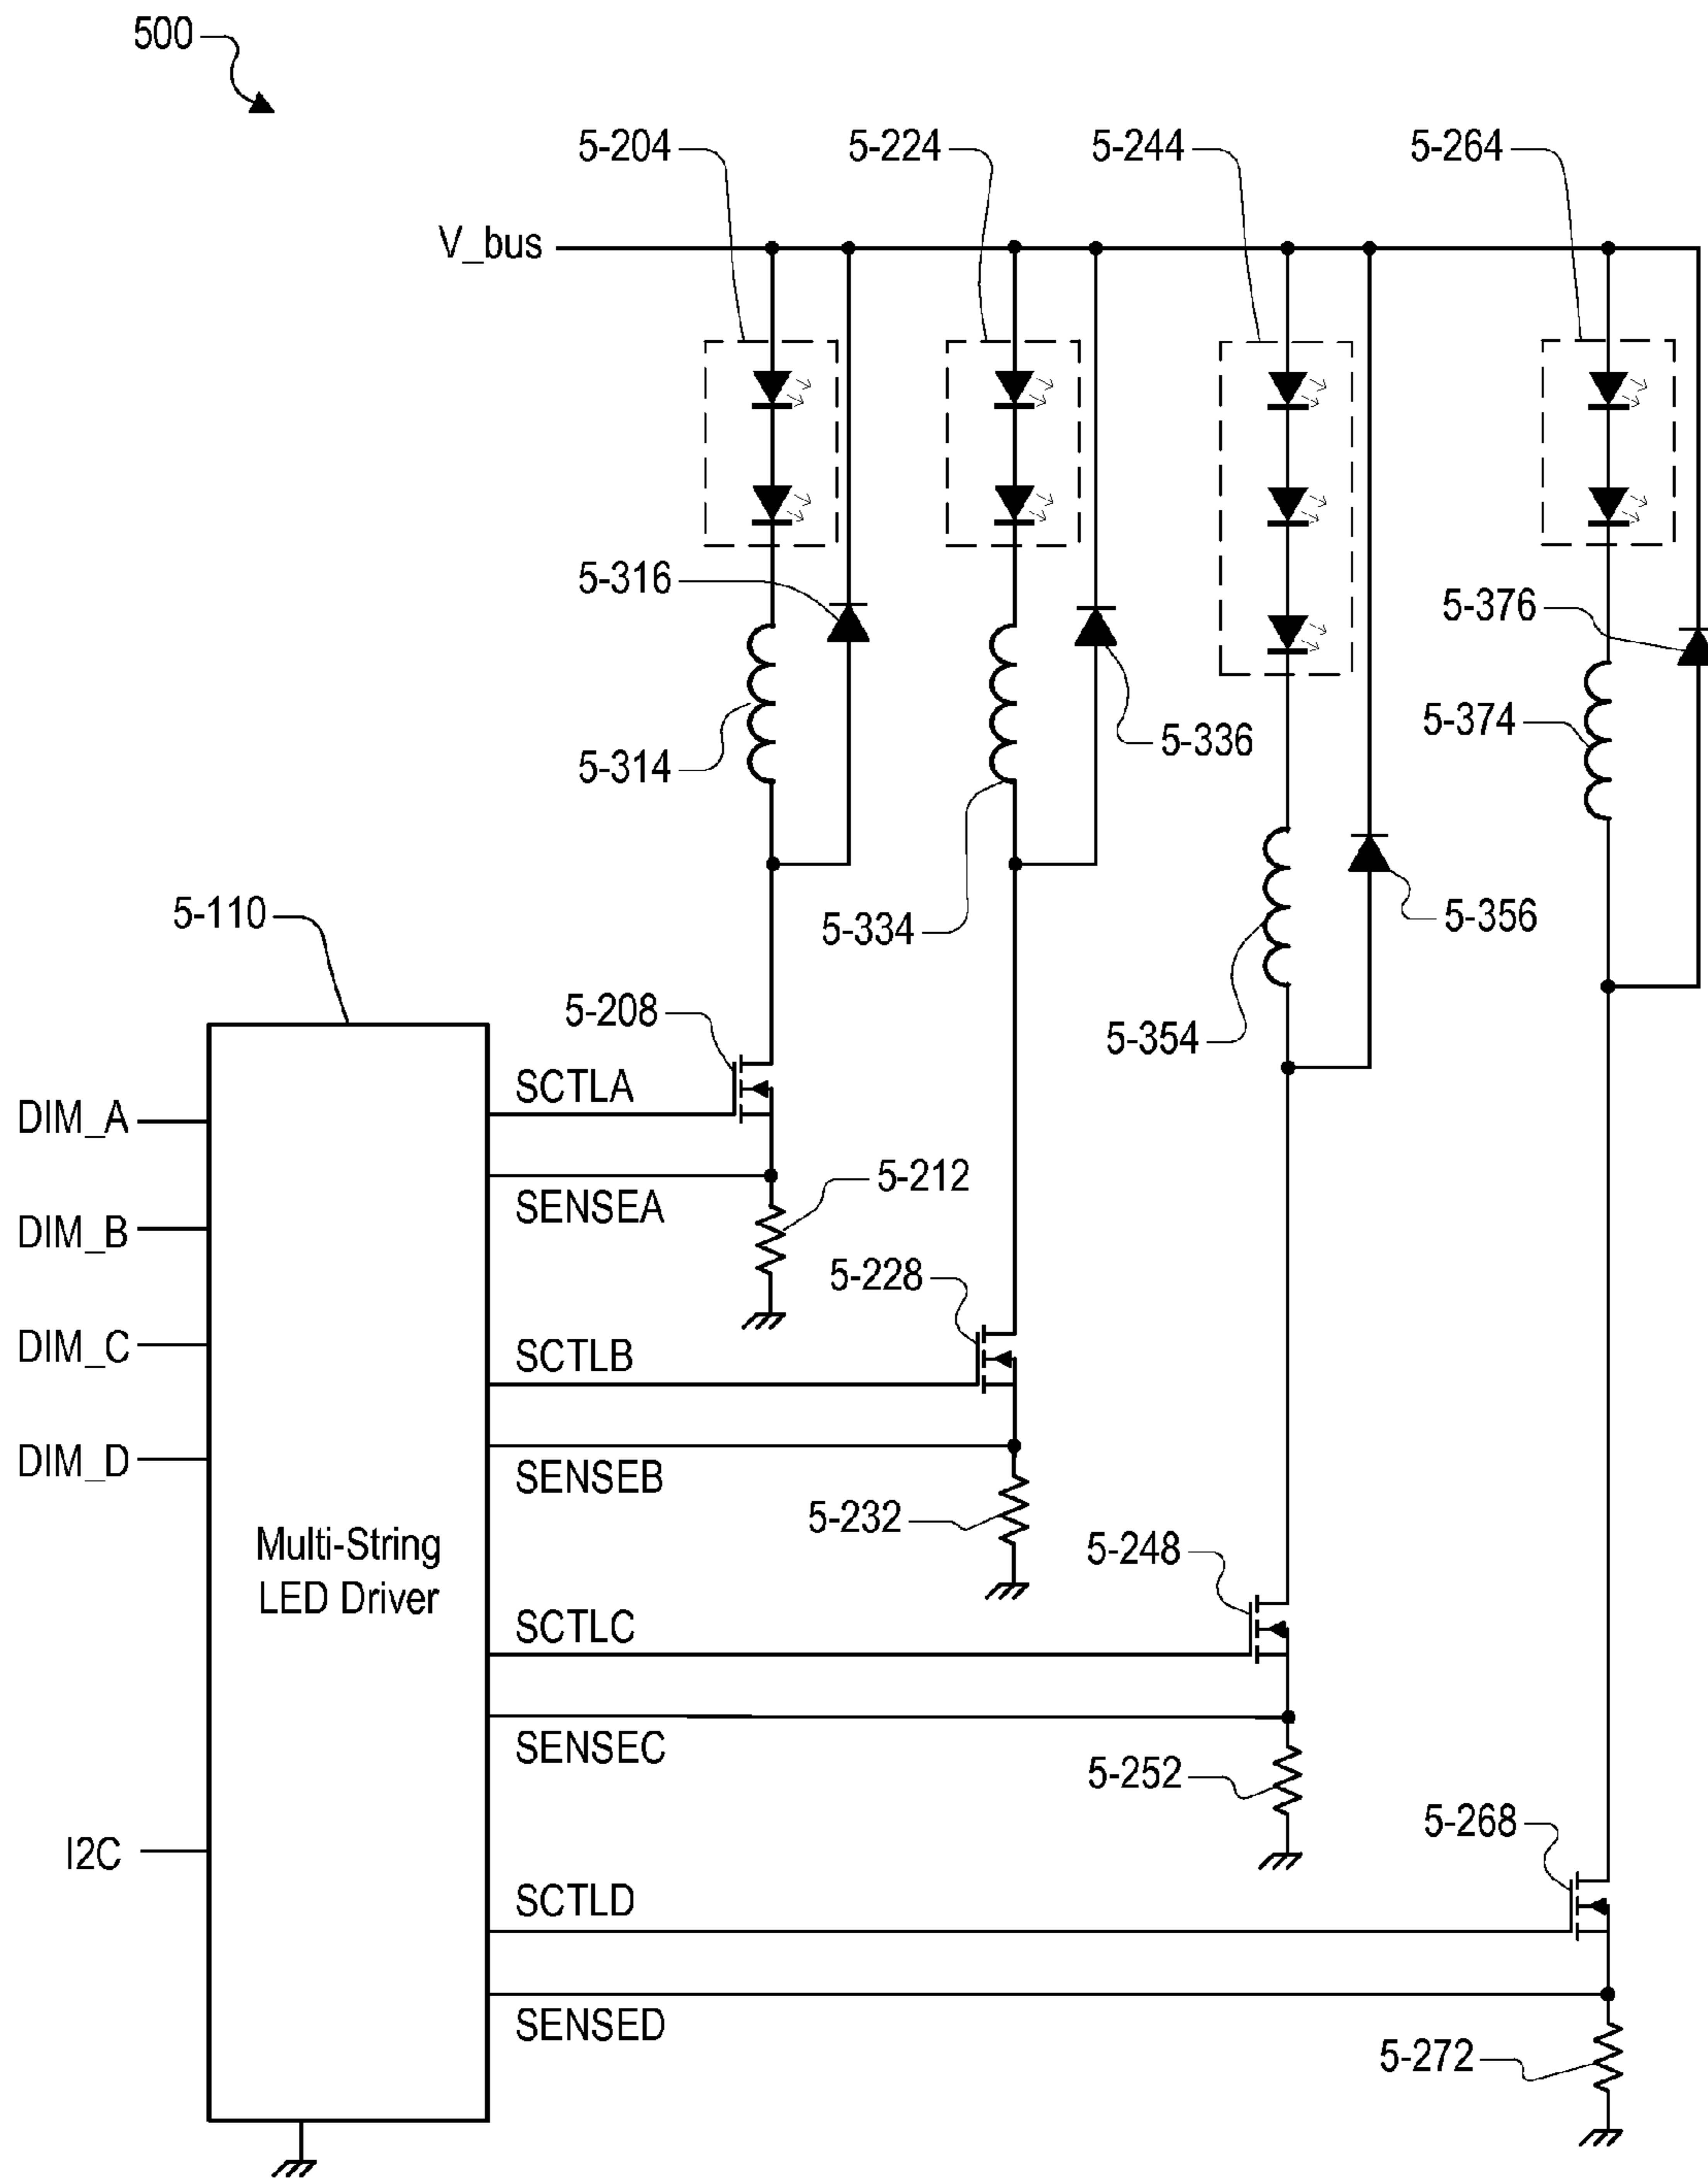 500
5-204
5-224
5-244
5-264
V_bus
5-316
5-376
5-374
5-336
5-314
5-110
5-334
5-356
5-208
5-354
SCTLA
DIM_A
5-212
SENSEA
DIM_B
5-228
DIM_C
SCTLB
DIM_D
SENSEB
5-232
Multi-String
LED Driver
5-248
SCTLC
SENSEC
5-252
5-268
I2C
SCTLD
SENSED
5-272